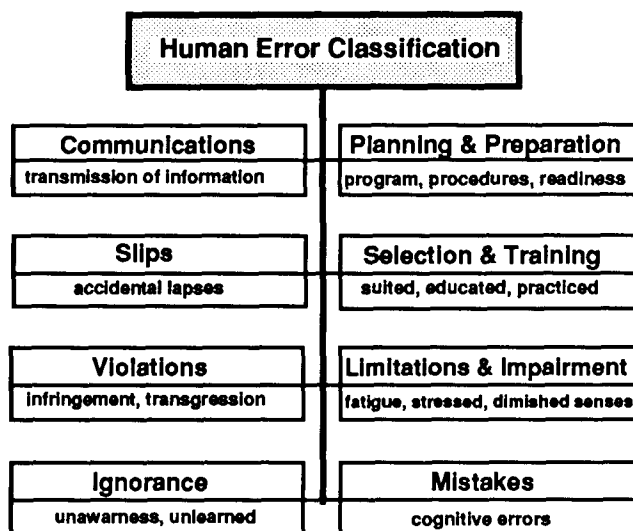 Human Error Classification
Communications
transmission of information
Planning & Preparation
program, procedures, readiness
Slips
accidental lapses
Selection & Training
suited, educated, practiced
Violations
infringement, transgression
Limitations & Impairment
fatigue, stressed, dimished senses
Ignorance
unawarness, unlearned
Mistakes
cognitive errors